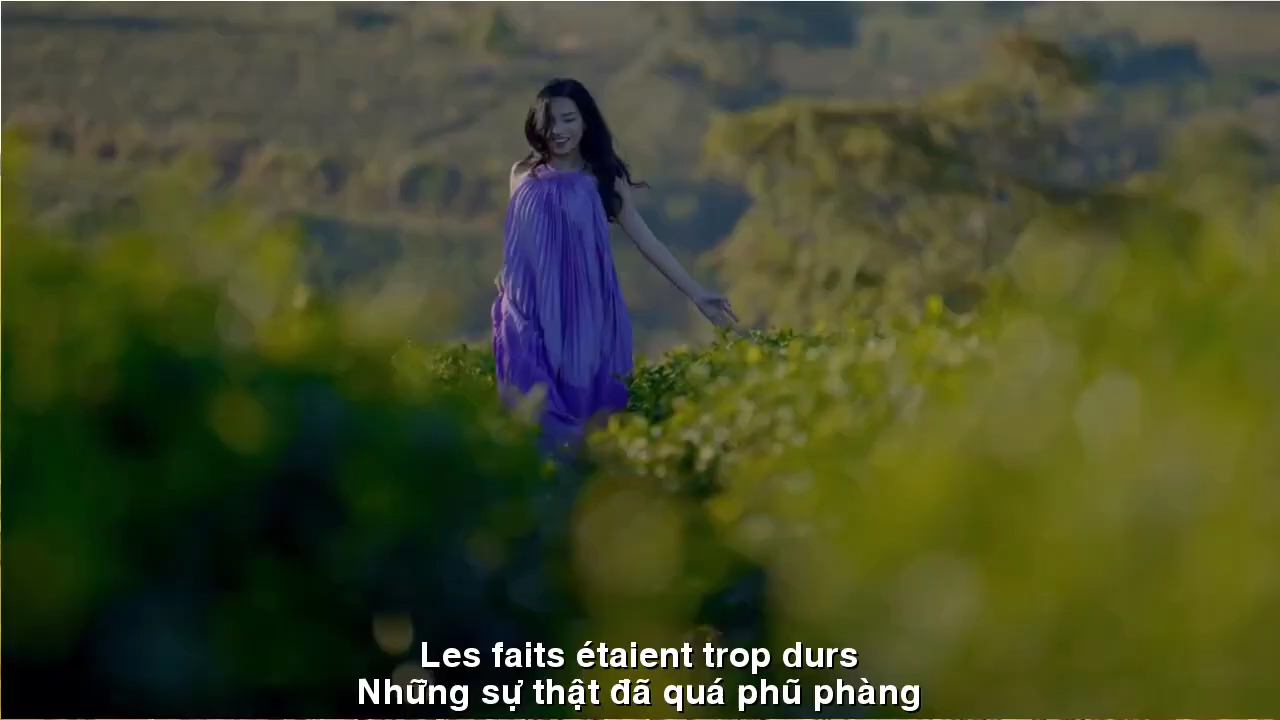 Les faits étaient trop durs
Những sự thật đã quá phũ phàng